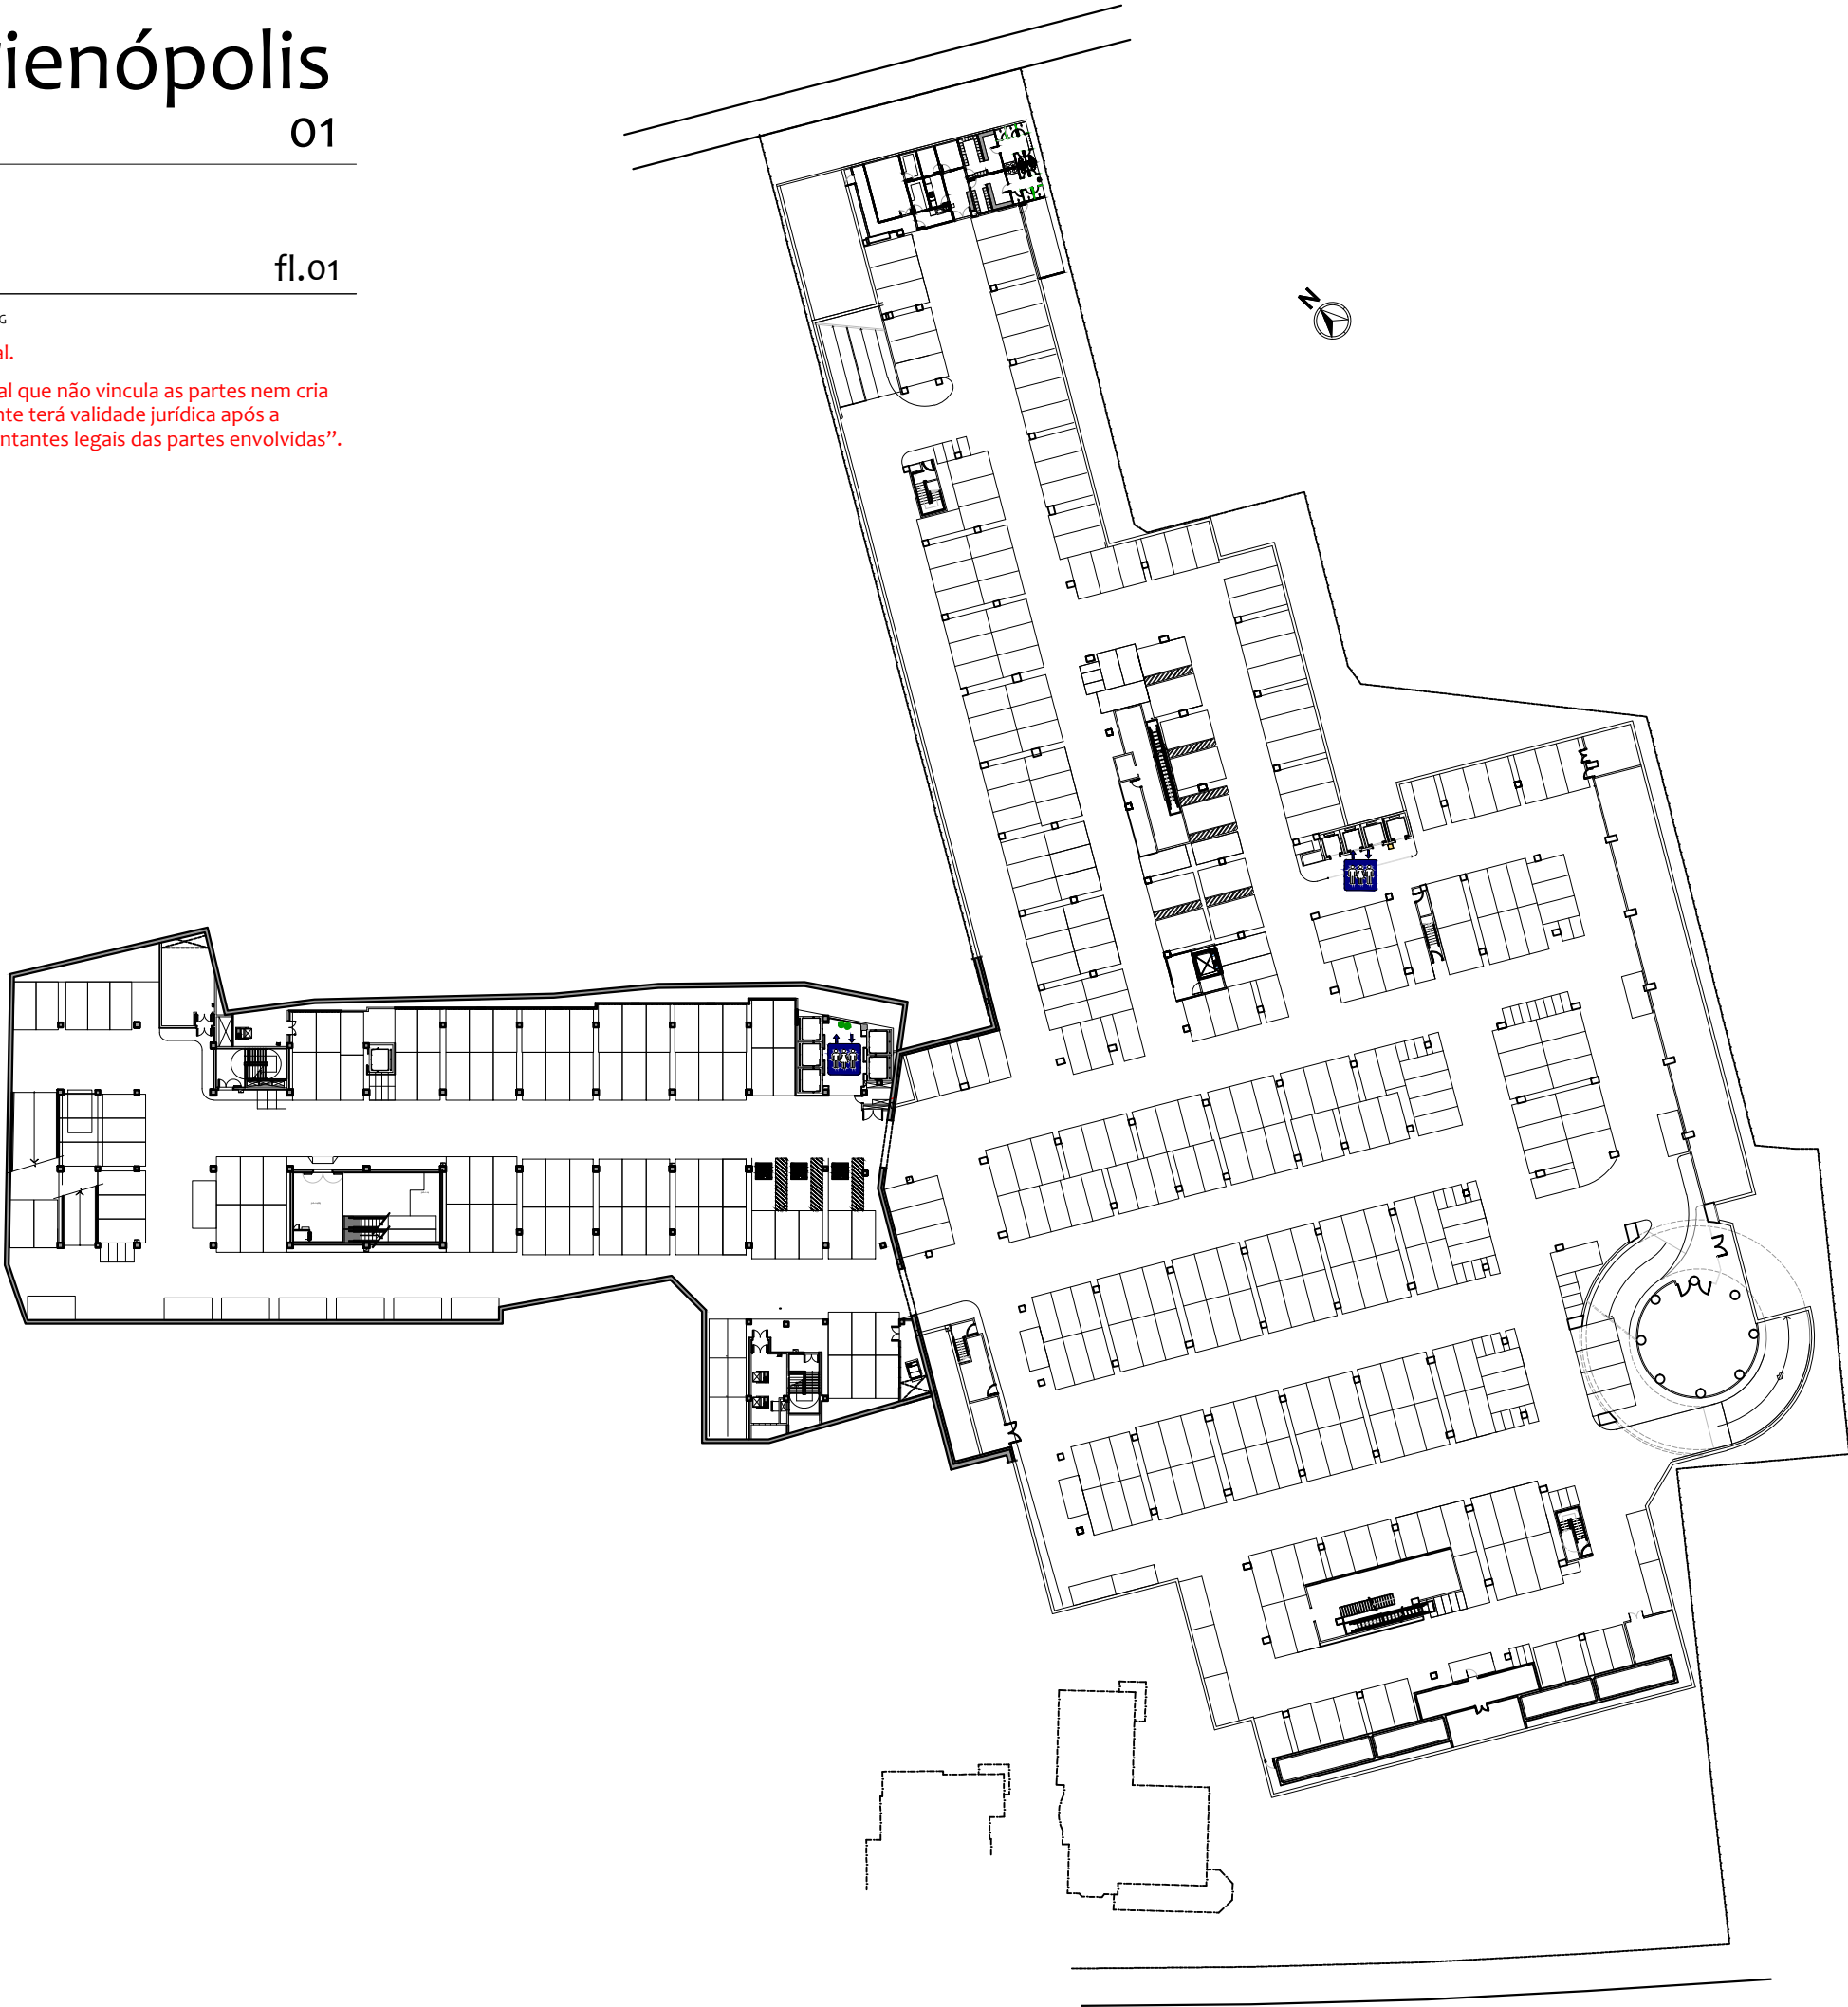 ienópolis
01
fl.01
G
al.
al que não vincula as partes nem cria
nte terá validade jurídica após a
ntantes legais das partes envolvidas”.
N